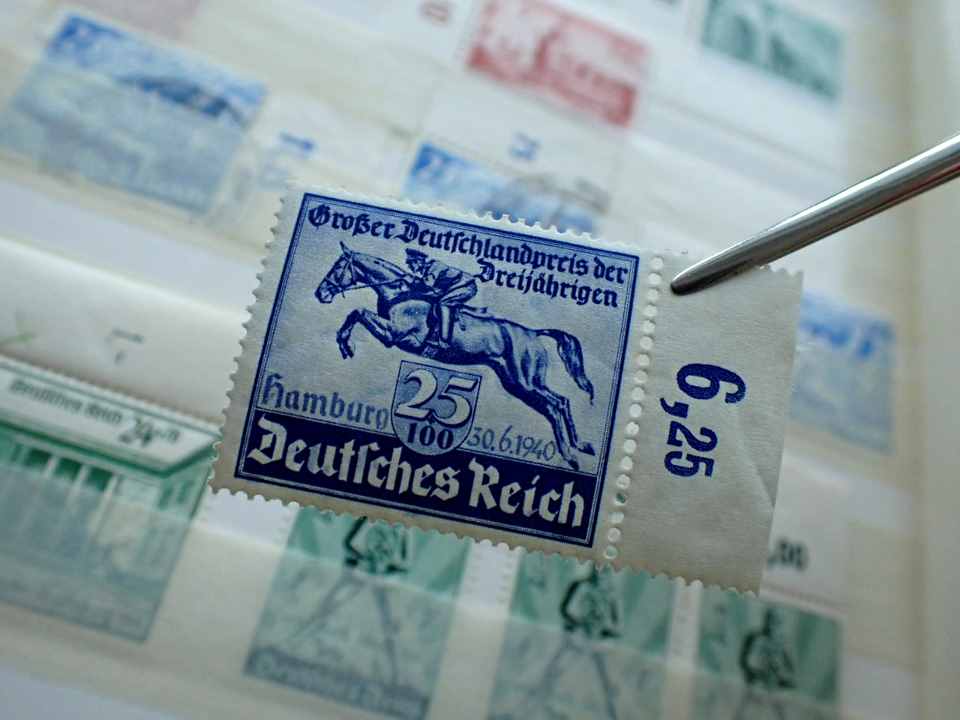 Großer Deutschlandpreis der
Dreijährigen
Hamburg
25
100
30.6.1940
Deutsches Reich
6,25